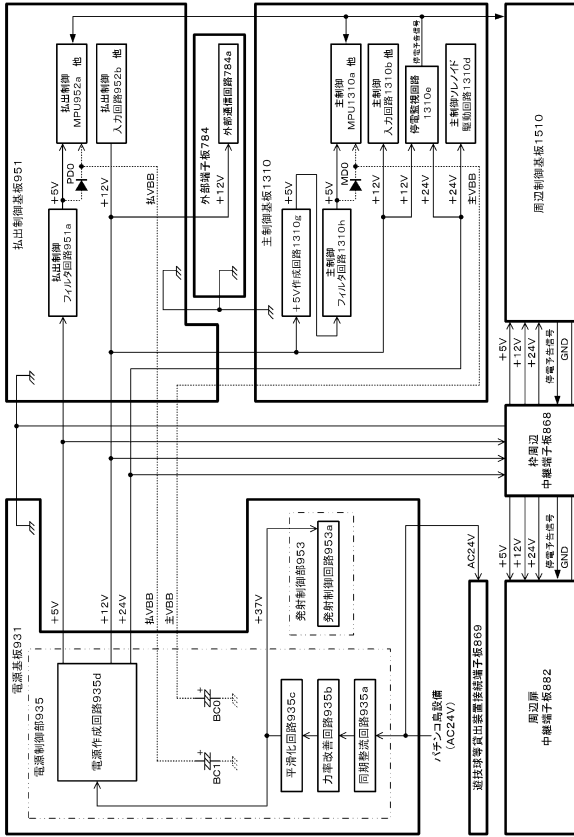 払出制御基板951
払出制御
MPU952a 他
払出制御
入力回路952b 他
PD0
+5V
+12V
払VBB
払出制御
フィルタ回路951a
外部端子板784
外部通信回路784a
+12V
主制御基板1310
主制御
MPU1310a 他
主制御
入力回路1310b 他
停電予告信号
停電監視回路
1310e
主制御ソレノイド
駆動回路1310d
+5V
MD0
+5V
+12V
+12V
+24V
+24V
主VBB
+5V作成回路1310g
主制御
フィルタ回路1310h
周辺制御基板1510
+5V
+12V
+24V
停電予告信号
GND
枠周辺
中継端子板868
+5V
+12V
+24V
停電予告信号
GND
周辺扉
中継端子板882
電源基板931
+5V
+12V
+24V
払VBB
主VBB
+37V
電源制御部935
電源作成回路935d
BC1
BC0
平滑化回路935c
力率改善回路935b
同期整流回路935a
発射制御部953
発射制御回路953a
パチンコ島設備
(AC24V)
AC24V
遊技球等貸出装置接続端子板869